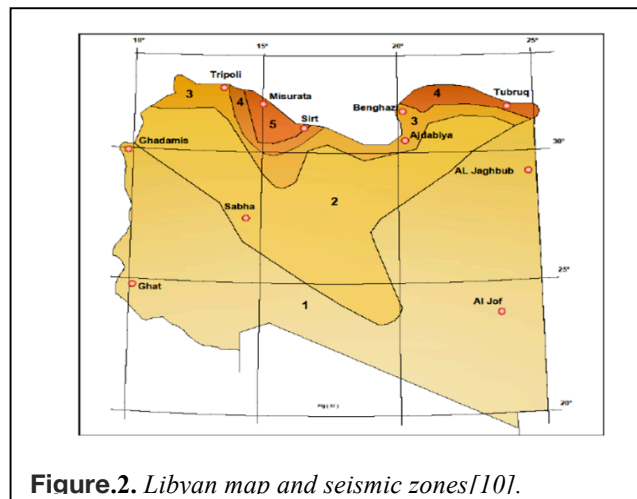 10° 15° 20° 25°
Tripoli
3 4 Misurata 4 Tubruq
Benghaz
5 Sirt 3
Ajdabiya
Ghadamis 30°
AL Jaghbub
2
Sabha
Ghat 25°
1 Al Jof
20°
Figure.2. Libyan map and seismic zones[10].